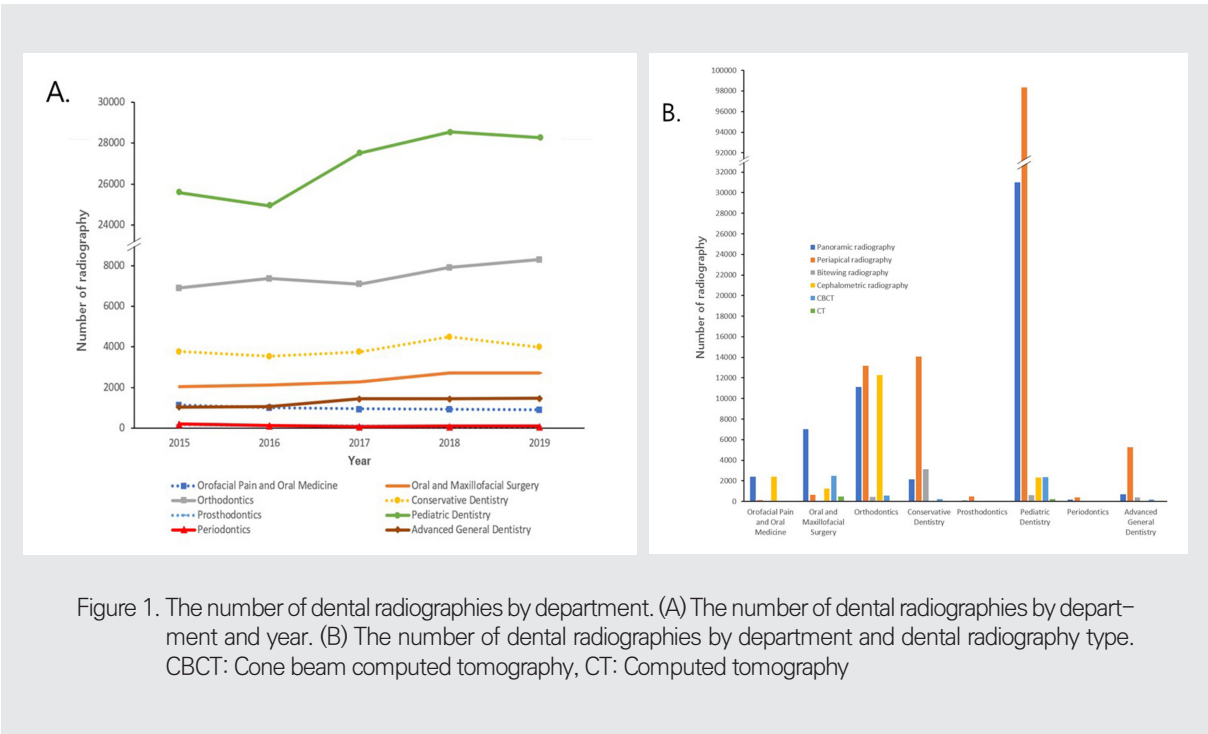 A.
30000
28000
26000
24000
8000
6000
4000
2000
0
Number of radiography
2015 2016 2017 2018 2019
Year
Orofacial Pain and Oral Medicine Oral and Maxillofacial Surgery
Orthodontics Conservative Dentistry
Prosthodontics Pediatric Dentistry
Periodontics Advanced General Dentistry
B.
100000
98000
96000
94000
92000
32000
30000
28000
26000
24000
22000
20000
18000
16000
14000
12000
10000
8000
6000
4000
2000
0
Number of radiography
Panoramic radiography
Periapical radiography
Bitewing radiography
Cephalometric radiography
CBCT
CT
Orofacial Pain and Oral Medicine
Oral and Maxillofacial Surgery
Orthodontics
Conservative Dentistry
Prosthodontics
Pediatric Dentistry
Periodontics
Advanced General Dentistry
Figure 1. The number of dental radiographies by department. (A) The number of dental radiographies by depart-
ment and year. (B) The number of dental radiographies by department and dental radiography type.
CBCT: Cone beam computed tomography, CT: Computed tomography